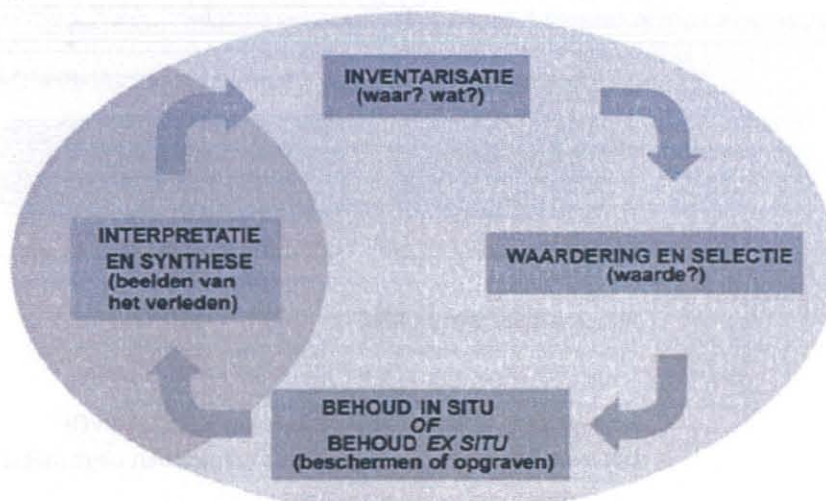 INVENTARISATIE
(waar? wat?)
WAARDERING EN SELECTIE
(waarde?)
BEHOUD IN SITU
OF
BEHOUD EX SITU
(beschermen of opgraven)
INTERPRETATIE
EN SYNTHESE
(beelden van
het verleden)